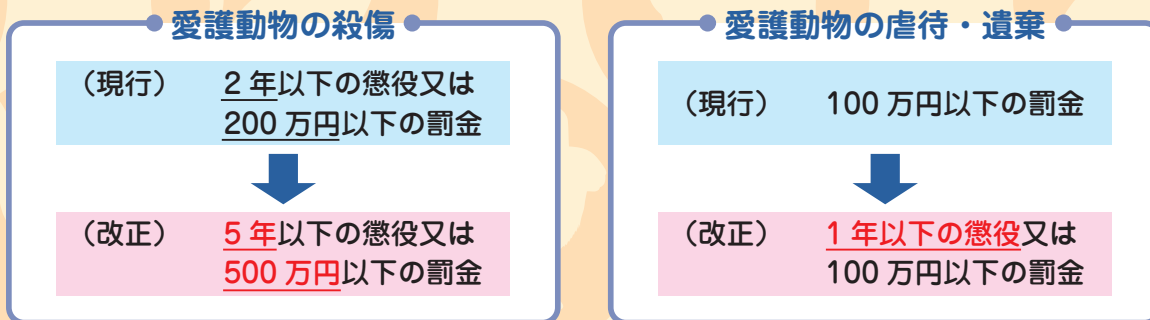 愛護動物の殺傷
（現行） 2年以下の懲役又は
200万円以下の罰金
（改正） 5年以下の懲役又は
500万円以下の罰金
愛護動物の虐待・遺棄
（現行） 100万円以下の罰金
（改正） 1年以下の懲役又は
100万円以下の罰金